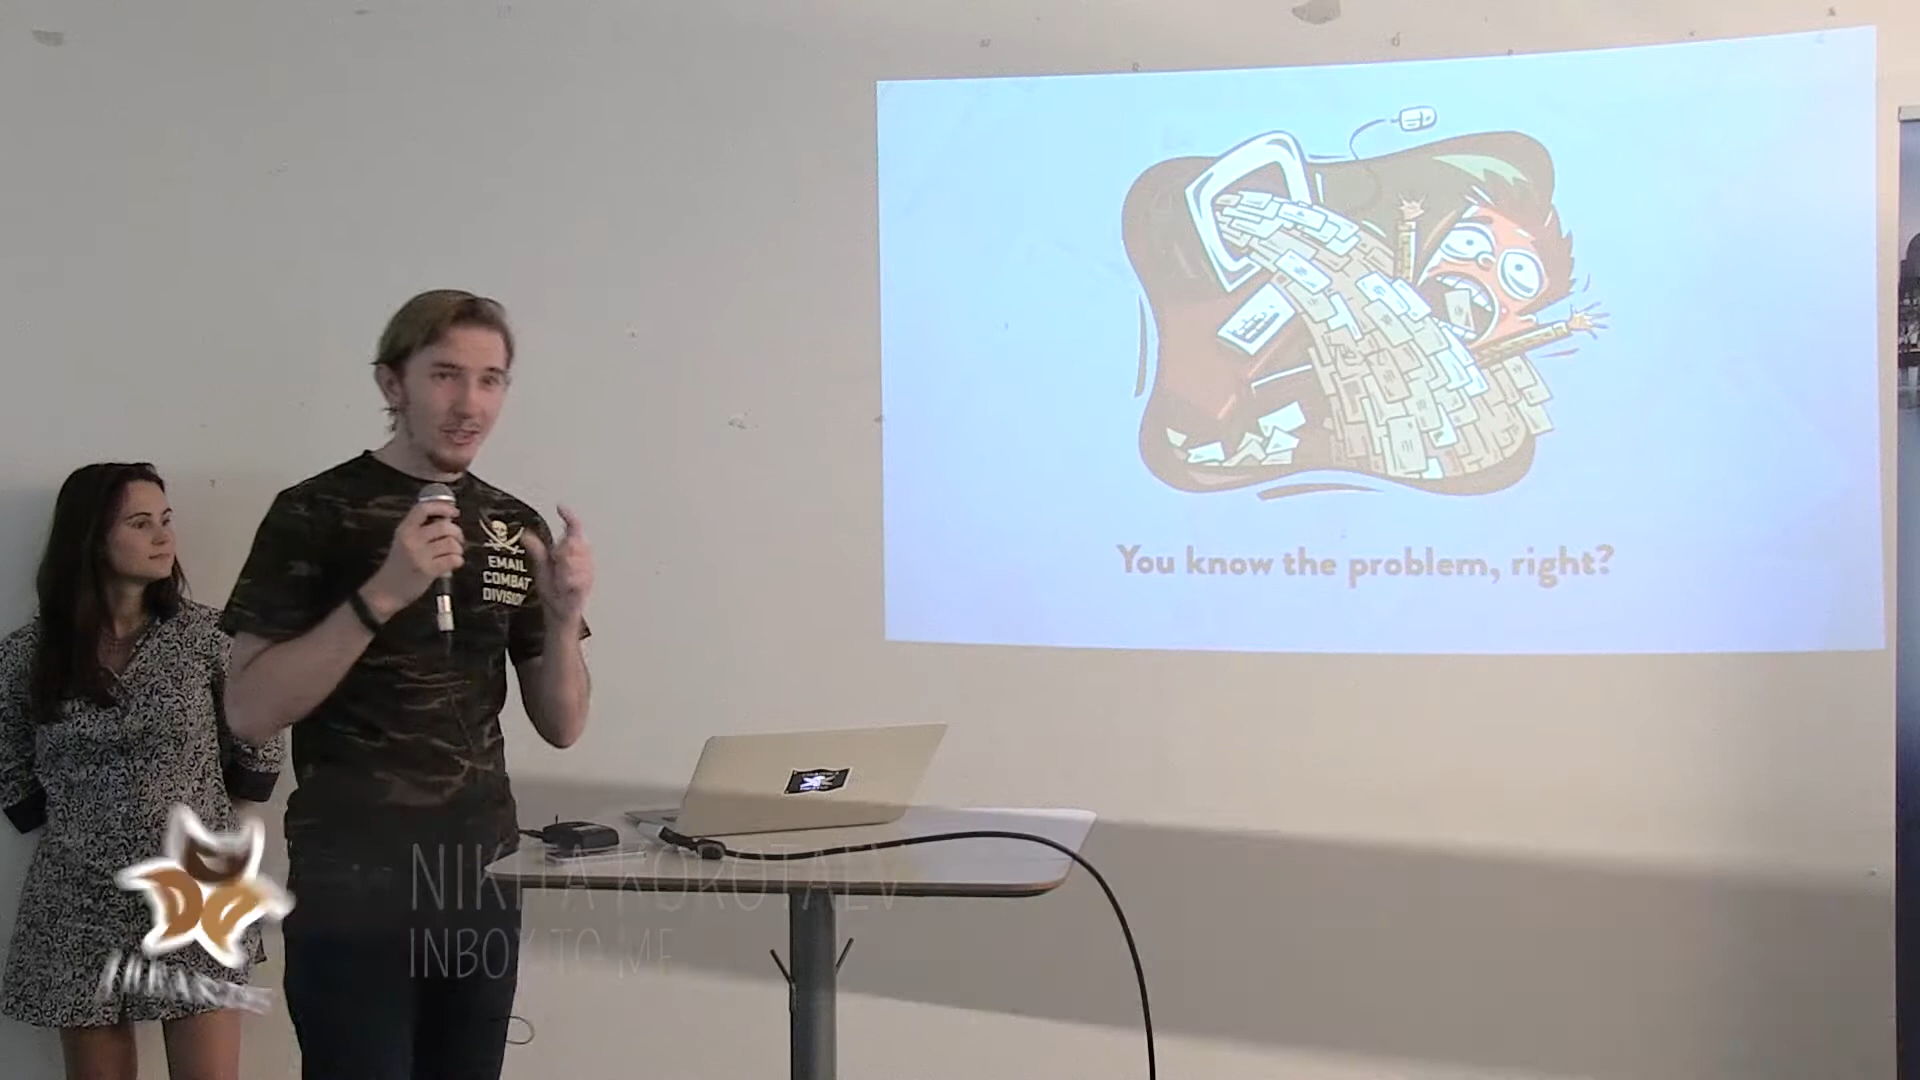 You know the problem, right?
EMAIL
COMBAT
DIVISION
NIKITA KOROTAEV
INBOX TO ME